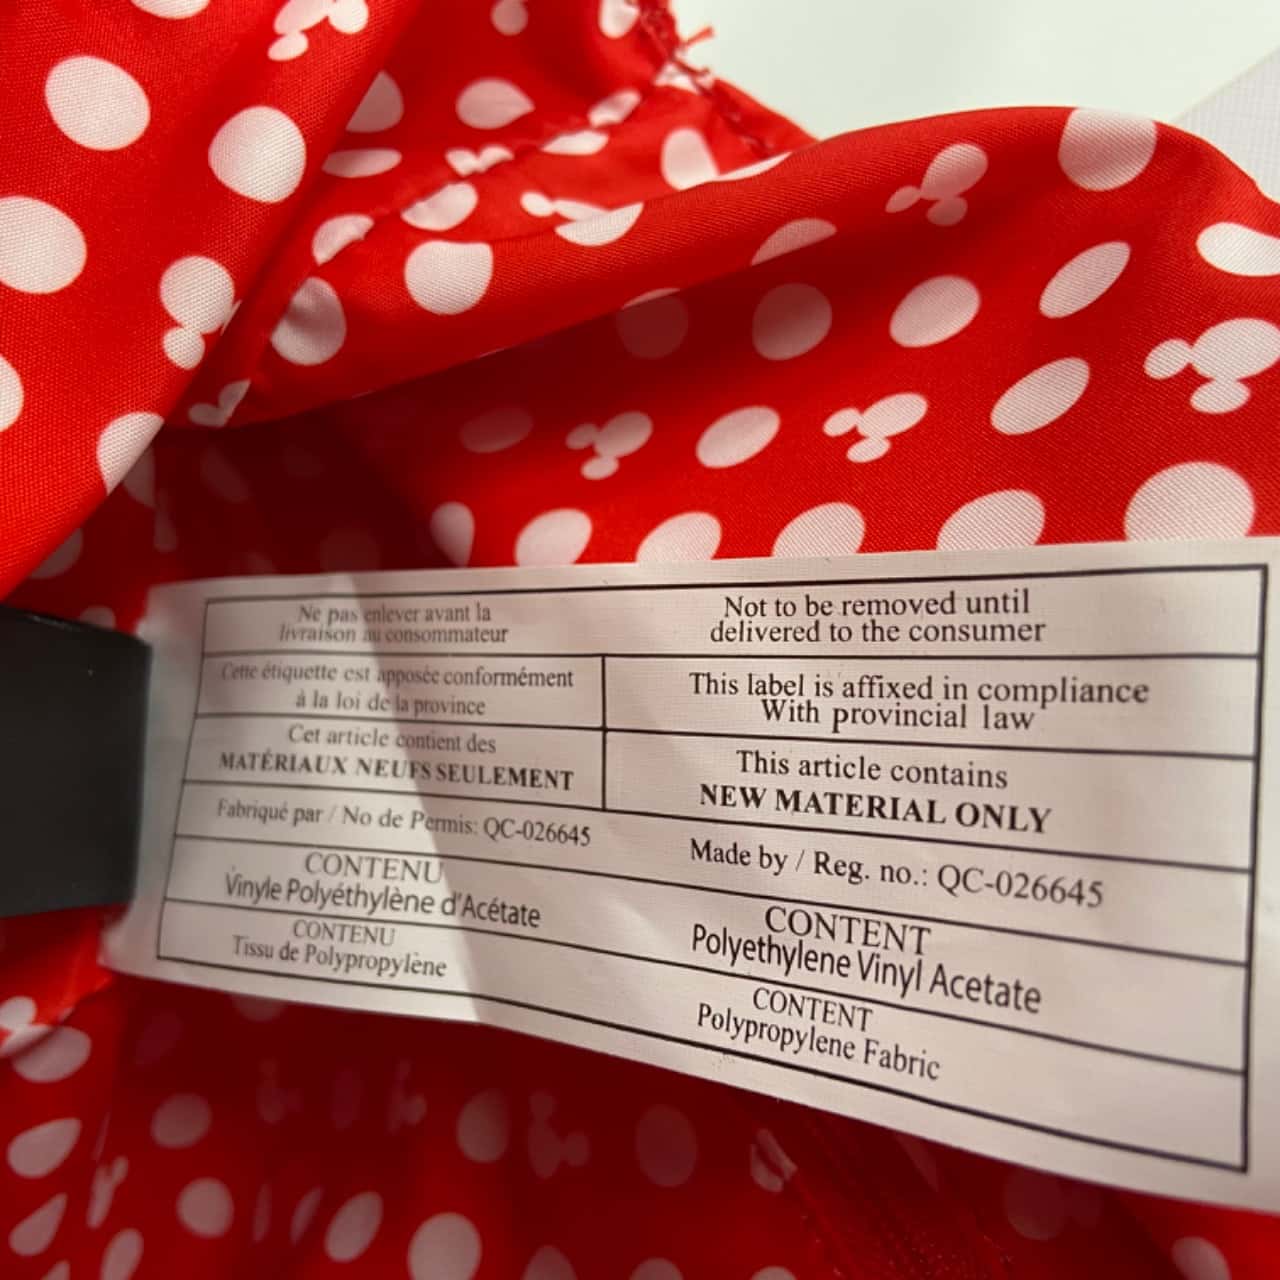 Ne pas enlever avant la
livraison au consommateur
Not to be removed until
delivered to the consumer
Cette étiquette est apposée conformément
à la loi de la province
This label is affixed in compliance
With provincial law
Cet article contient des
MATÉRIAUX NEUFS SEULEMENT
This article contains
NEW MATERIAL ONLY
Fabriqué par / No de Permis: QC-026645
Made by / Reg. no.: QC-026645
CONTENU
Vinyle Polyéthylène d'Acétate
CONTENT
Polyethylene Vinyl Acetate
CONTENU
Tissu de Polypropylène
CONTENT
Polypropylene Fabric